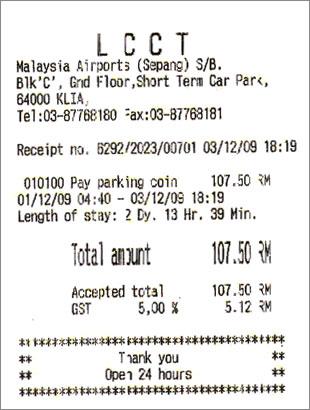 L C C T
Malaysia Airports (Sepang) S/B.
Blk'C', Gnd Floor,Short Term Car Park,
64000 KLIA,
Tel:03-87768180 Fax:03-87768181
Receipt no. 6292/2023/00701 03/12/09 18:19
010100 Pay parking coin 107.50 RM
01/12/09 04:40 - 03/12/09 18:19
Length of stay: 2 Dy. 13 Hr. 39 Min.
Total amount 107.50 RM
Accepted total 107.50 RM
GST 5,00 % 5.12 RM
**********************************
** Thank you **
** Open 24 hours **
**********************************